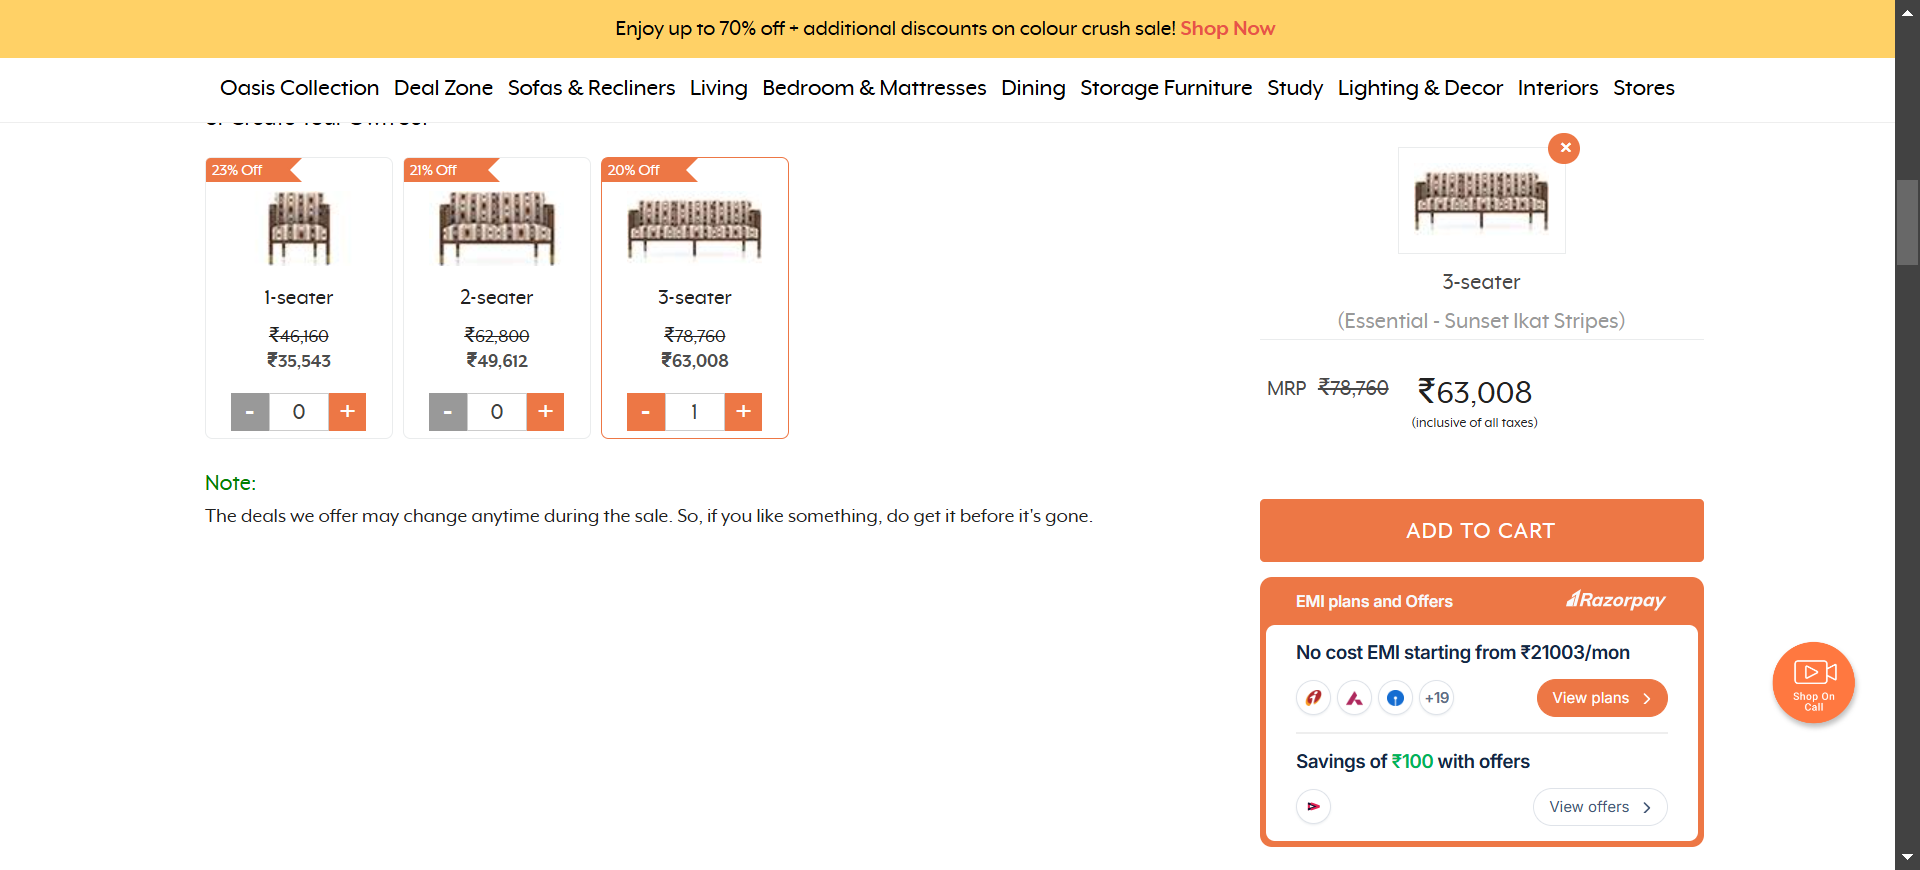 Enjoy up to 70% off + additional discounts on colour crush sale! Shop Now
Oasis Collection Deal Zone Sofas & Recliners Living Bedroom & Mattresses Dining Storage Furniture Study Lighting & Decor Interiors Stores
23% Off
1-seater
₹46,160
₹35,543
- 0 +
21% Off
2-seater
₹62,800
₹49,612
- 0 +
20% Off
3-seater
₹78,760
₹63,008
- 1 +
Note:
The deals we offer may change anytime during the sale. So, if you like something, do get it before it's gone.
3-seater
(Essential - Sunset Ikat Stripes)
MRP ₹78,760 ₹63,008
(inclusive of all taxes)
ADD TO CART
EMI plans and Offers Razorpay
No cost EMI starting from ₹21003/mon
+19 View plans
Savings of ₹100 with offers
View offers
Shop On
Call